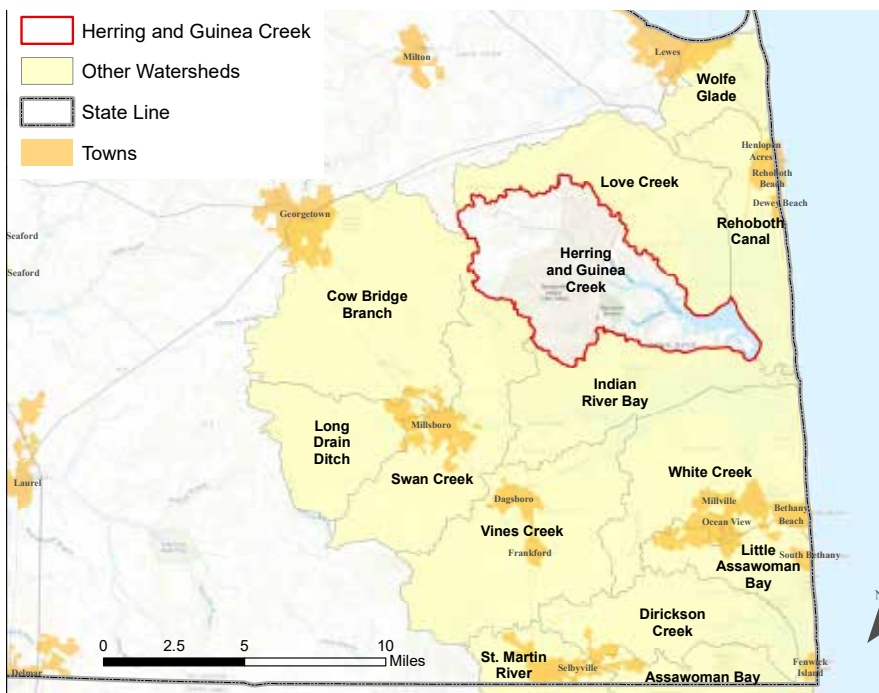 Herring and Guinea Creek
Other Watersheds
State Line
Towns
Milton
Lewes
Wolfe
Glade
Henlopen
Acres
Rehoboth
Beach
Dewey Beach
Love Creek
Rehoboth
Canal
Georgetown
Seaford
Seaford
Herring
and Guinea
Creek
Cow Bridge
Branch
Indian
River Bay
Long
Drain
Ditch
Millsboro
Swan Creek
Laurel
White Creek
Dagsboro
Millville
Bethany
Beach
Ocean View
Vines Creek
Frankford
Little
Assawoman
Bay
South Bethany
Dirickson
Creek
0 2.5 5 10
Miles
St. Martin
River
Selbyville
Assawoman Bay
Fenwick
Island
Delmar
N